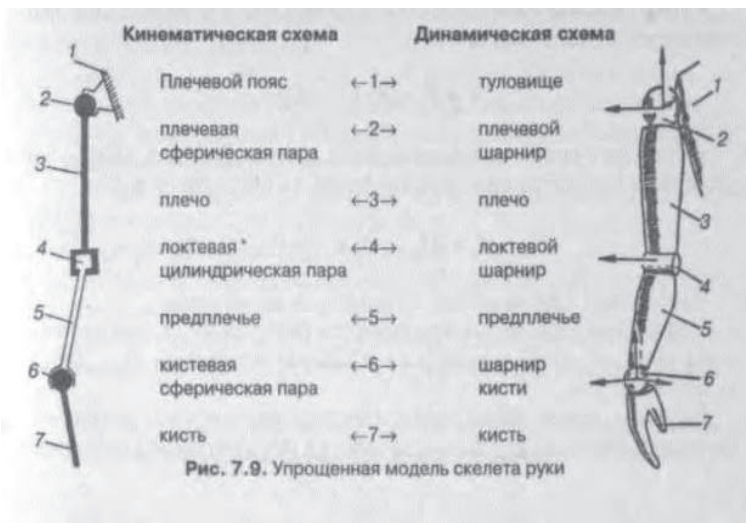 Кинематическая схема Динамическая схема
1 Плечевой пояс ←1→ туловище 1
2 плечевая ←2→ плечевой 2
сферическая пара шарнир
3 плечо ←3→ плечо 3
4 локтевая* ←4→ локтевой 4
цилиндрическая пара шарнир
5 предплечье ←5→ предплечье 5
6 кистевая ←6→ шарнир 6
сферическая пара кисти
7 кисть ←7→ кисть 7
Рис. 7.9. Упрощенная модель скелета руки